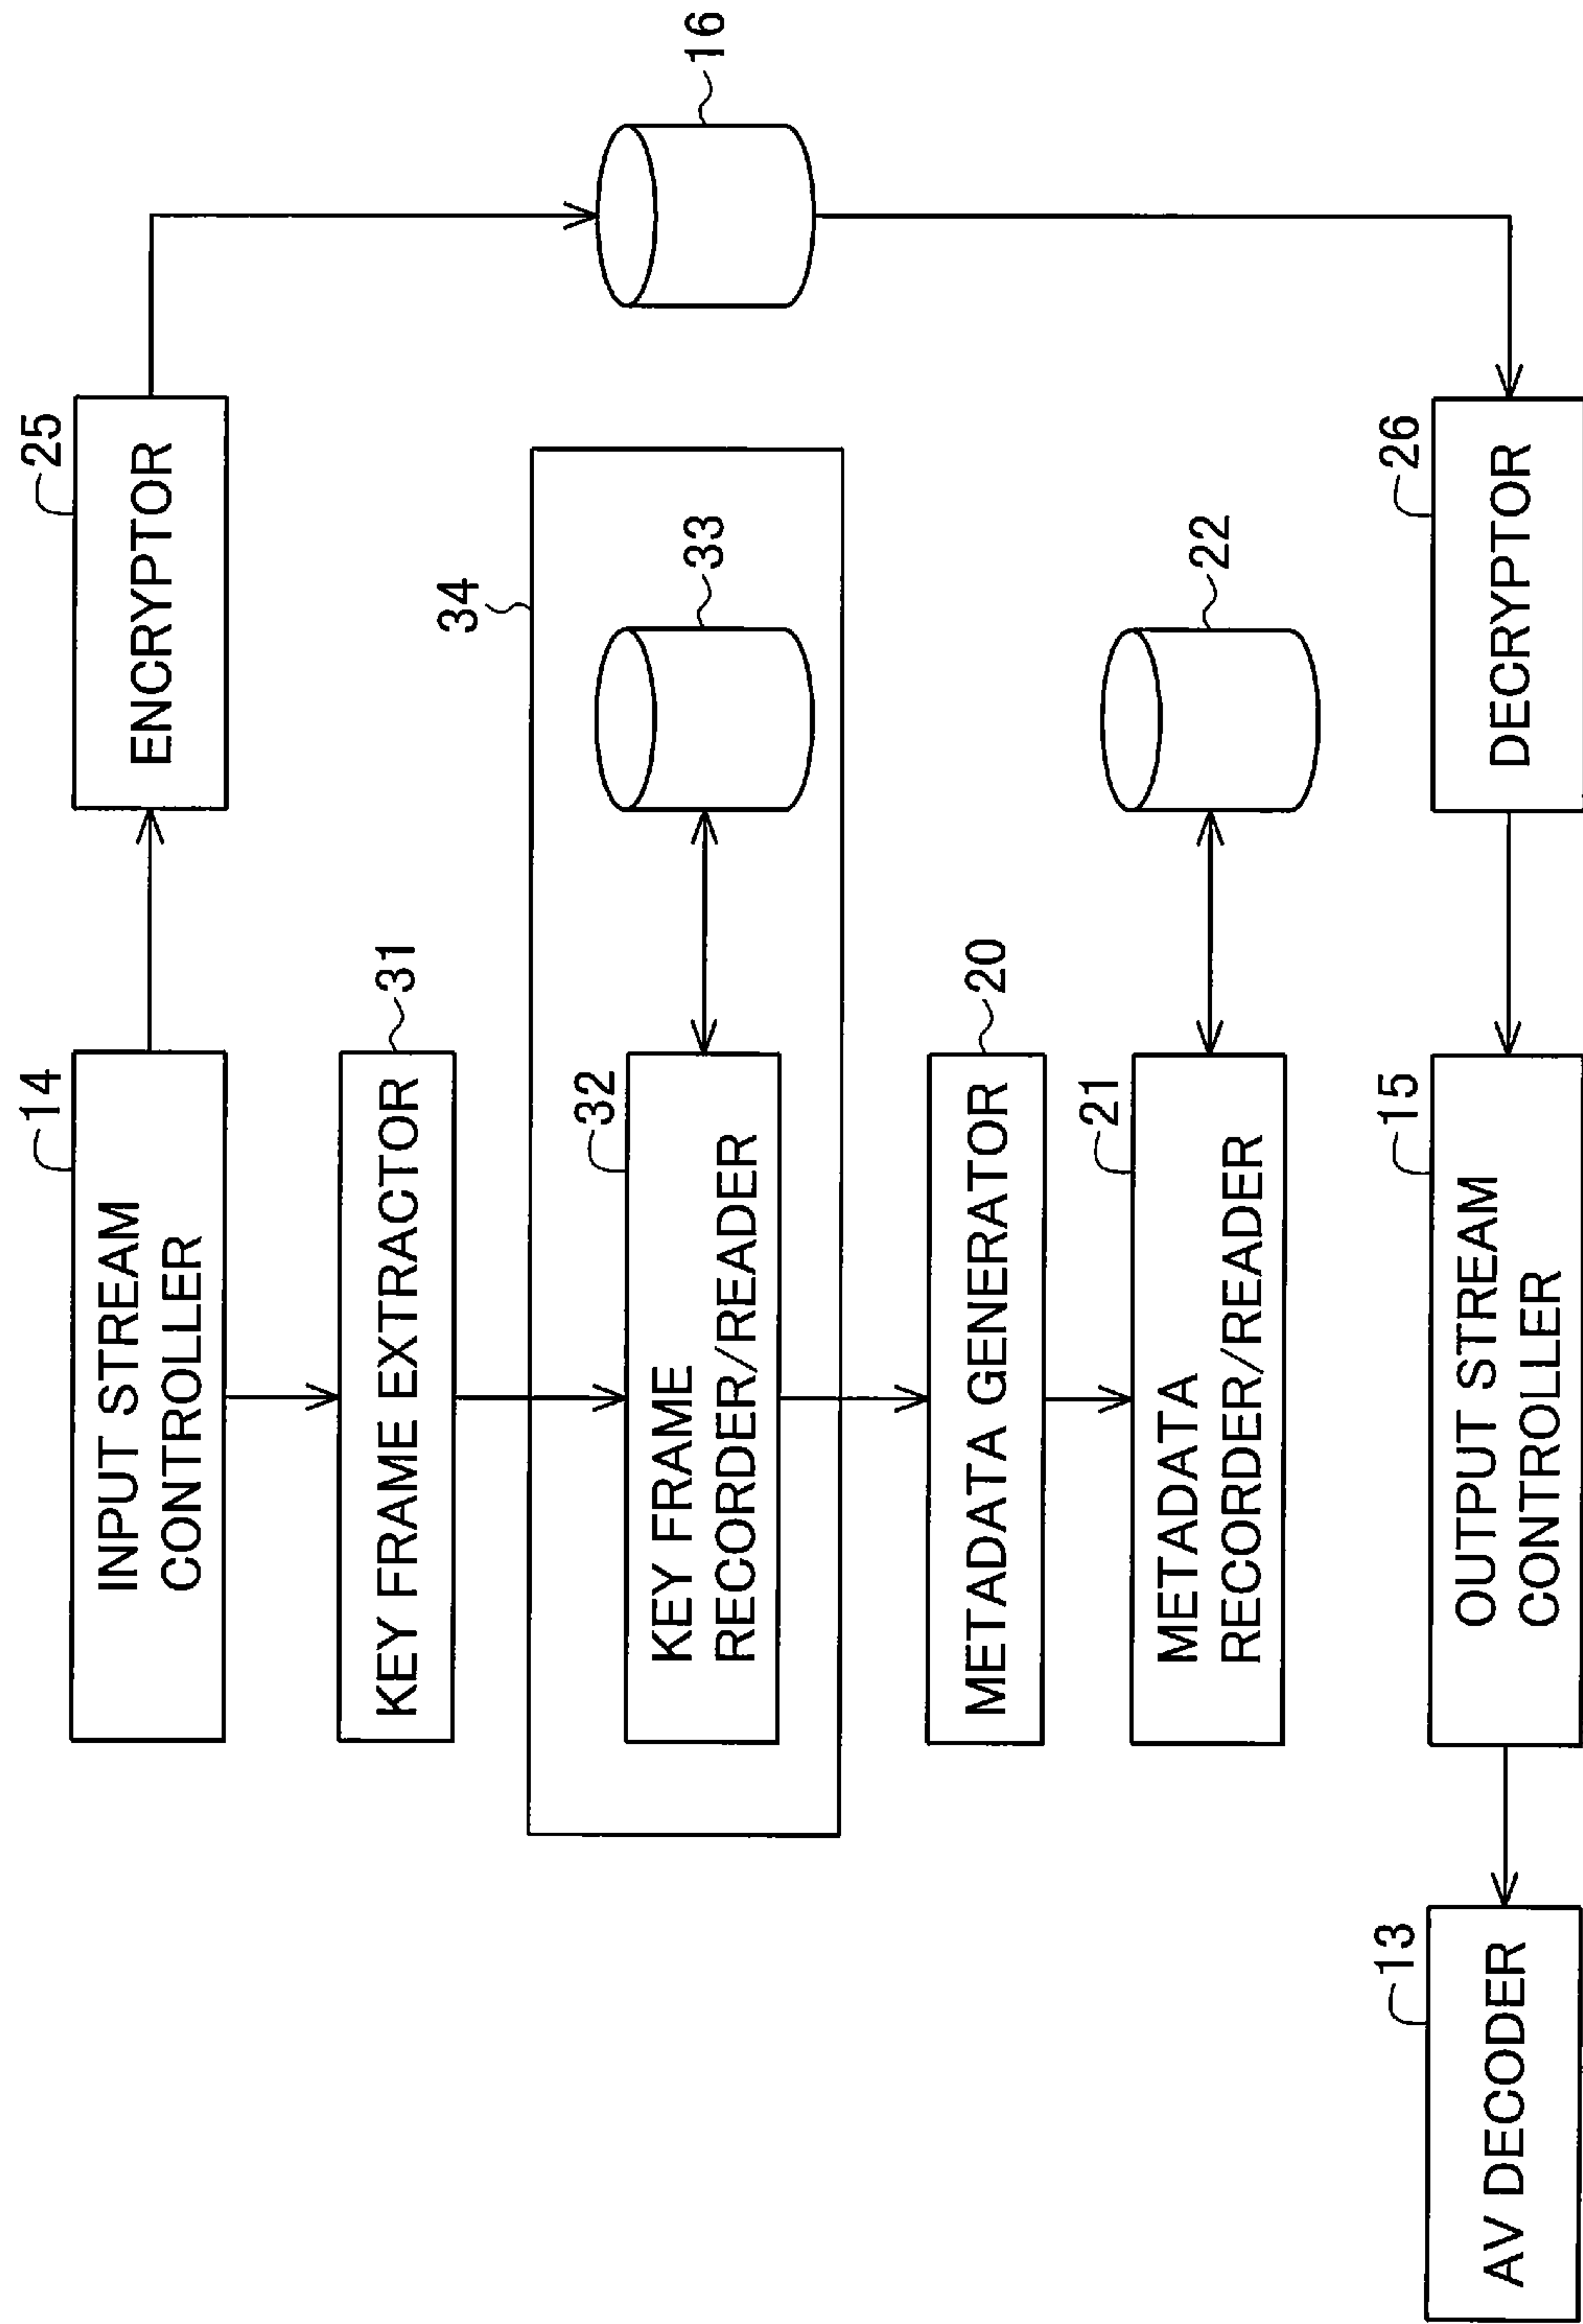 14
INPUT STREAM
CONTROLLER
25
ENCRYPTOR
31
KEY FRAME EXTRACTOR
34
32
KEY FRAME
RECORDER/READER
33
16
20
METADATA GENERATOR
21
METADATA
RECORDER/READER
22
13
AV DECODER
15
OUTPUT STREAM
CONTROLLER
26
DECRYPTOR